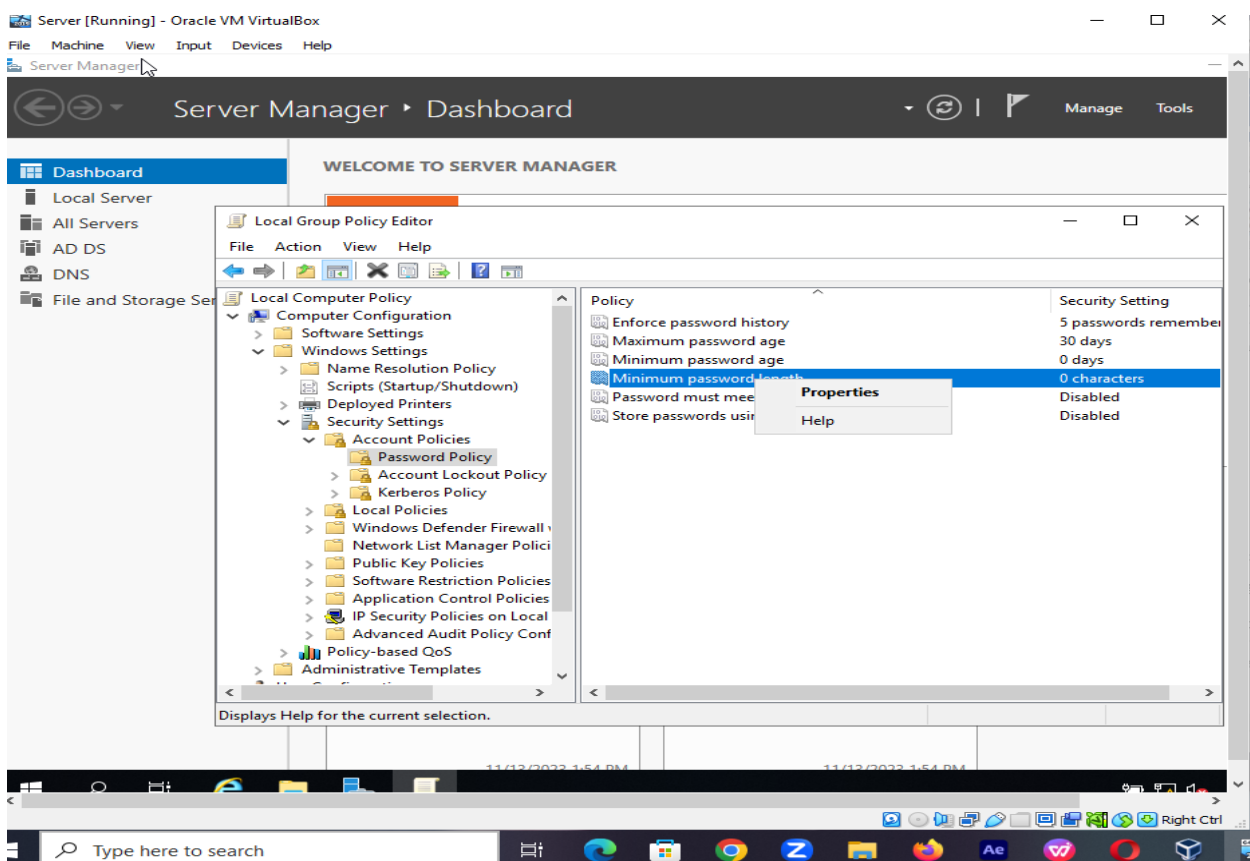 Server [Running] - Oracle VM VirtualBox
File Machine View Input Devices Help
Server Manager
Server Manager Dashboard
Manage Tools
Dashboard
Local Server
All Servers
AD DS
DNS
File and Storage Ser
WELCOME TO SERVER MANAGER
Local Group Policy Editor
File Action View Help
Local Computer Policy
Computer Configuration
Software Settings
Windows Settings
Name Resolution Policy
Scripts (Startup/Shutdown)
Deployed Printers
Security Settings
Account Policies
Password Policy
Account Lockout Policy
Kerberos Policy
Local Policies
Windows Defender Firewall
Network List Manager Polici
Public Key Policies
Software Restriction Policies
Application Control Policies
IP Security Policies on Local
Advanced Audit Policy Conf
Policy-based QoS
Administrative Templates
Policy Security Setting
Enforce password history 5 passwords remember
Maximum password age 30 days
Minimum password age 0 days
Minimum password length 0 characters
Password must mee Disabled
Store passwords usin Disabled
Properties
Help
Displays Help for the current selection.
11/13/2023 1:54 PM
11/13/2023 1:54 PM
Right Ctrl
Type here to search
Ae